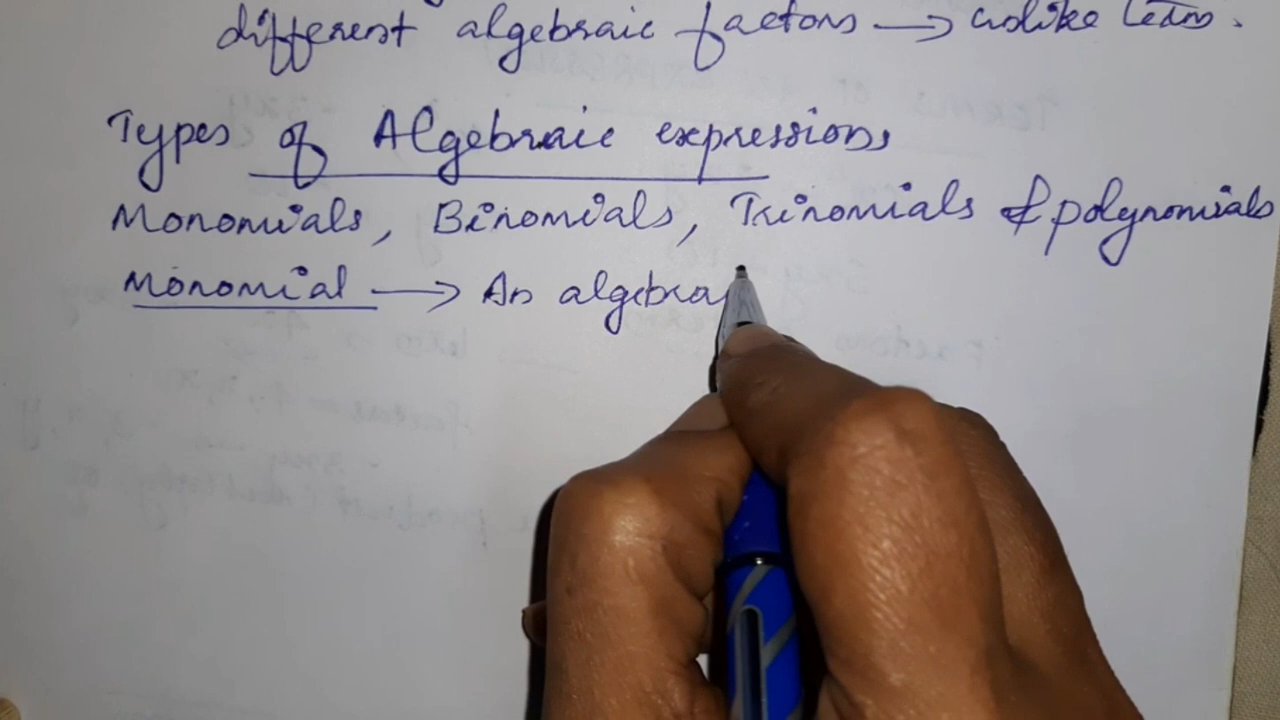 different algebraic factors → unlike terms.
Types of Algebraic expressions
Monomials, Binomials, Trinomials & polynomials
Monomial → An algebra